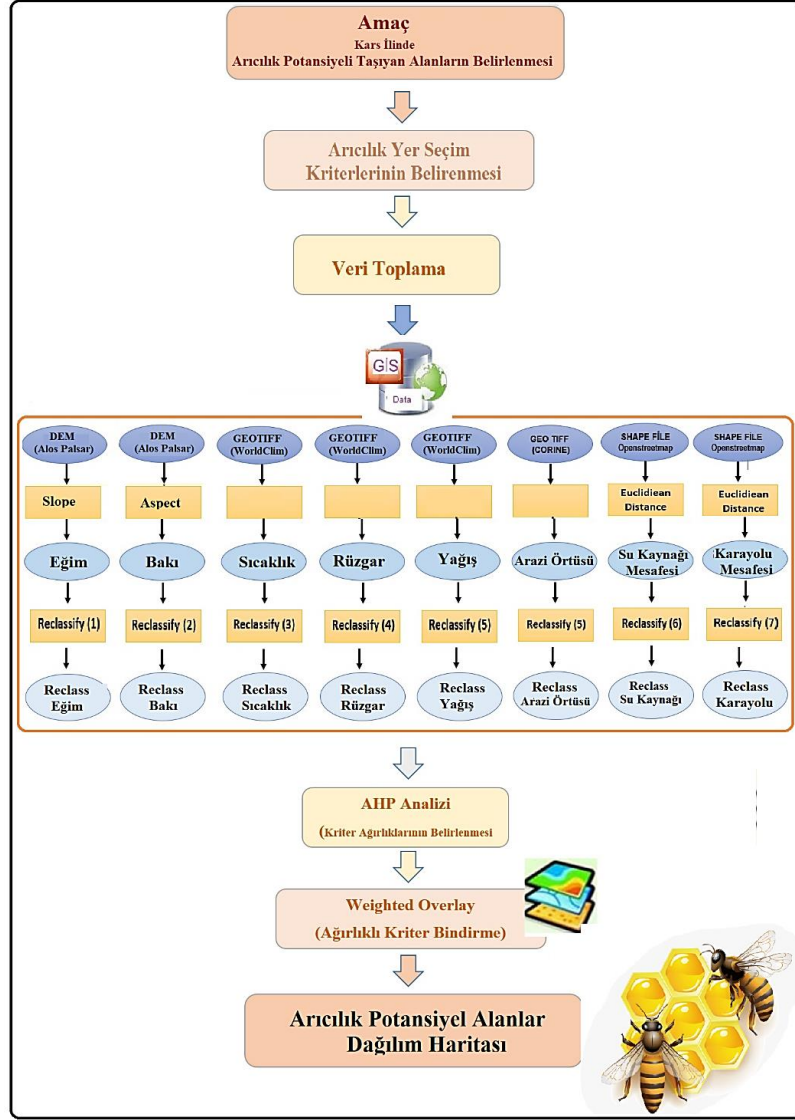 Amaç
Kars İlinde
Arıcılık Potansiyeli Taşıyan Alanların Belirlenmesi
Arıcılık Yer Seçim
Kriterlerinin Belirenmesi
Veri Toplama
GIS
Data
DEM
(Alos Palsar)
DEM
(Alos Palsar)
GEOTIFF
(WorldClim)
GEOTIFF
(WorldClim)
GEOTIFF
(WorldClim)
GEO TIFF
(CORINE)
SHAPE FİLE
Openstreetmap
SHAPE FİLE
Openstreetmap
Slope
Aspect
Euclidiean
Distance
Euclidiean
Distance
Eğim
Bakı
Sıcaklık
Rüzgar
Yağış
Arazi Örtüsü
Su Kaynağı
Mesafesi
Karayolu
Mesafesi
Reclassify (1)
Reclassify (2)
Reclassify (3)
Reclassify (4)
Reclassify (5)
Reclassify (5)
Reclassify (6)
Reclassify (7)
Reclass
Eğim
Reclass
Bakı
Reclass
Sıcaklık
Reclass
Rüzgar
Reclass
Yağış
Reclass
Arazi Örtüsü
Reclass
Su Kaynağı
Reclass
Karayolu
AHP Analizi
(Kriter Ağırlıklarının Belirlenmesi
Weighted Overlay
(Ağırlıklı Kriter Bindirme)
Arıcılık Potansiyel Alanlar
Dağılım Haritası